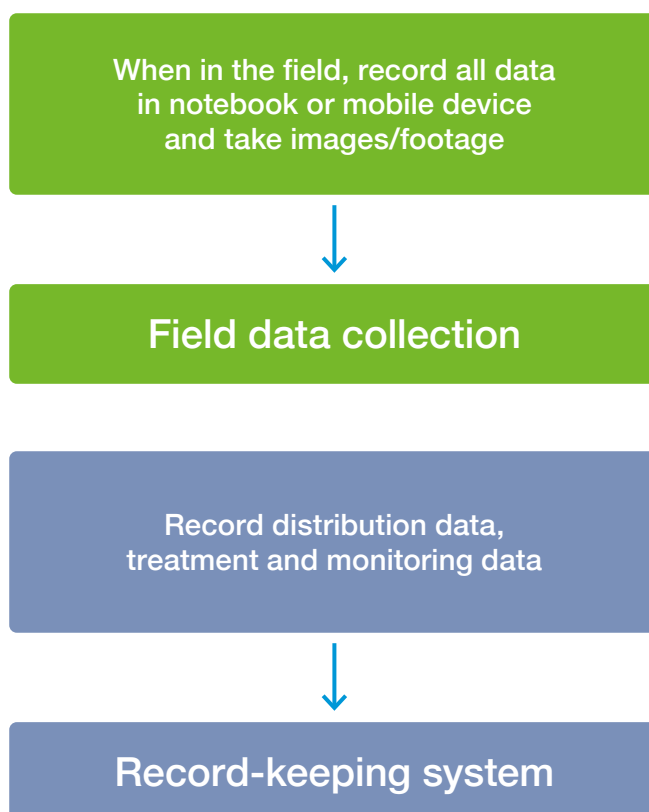 When in the field, record all data
in notebook or mobile device
and take images/footage
Field data collection
Record distribution data,
treatment and monitoring data
Record-keeping system